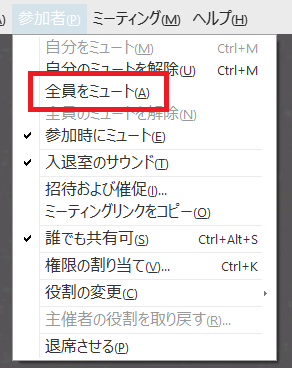 参加者(P) ミーティング(M) ヘルプ(H)
自分をミュート(M) Ctrl+M
自分のミュートを解除(U) Ctrl+M
全員をミュート(A)
全員のミュートを解除(N)
✓ 参加時にミュート(E)
✓ 入退室のサウンド(T)
招待および催促(I)...
ミーティングリンクをコピー(O)
✓ 誰でも共有可(S) Ctrl+Alt+S
権限の割り当て(V)... Ctrl+K
役割の変更(C)
主催者の役割を取り戻す(R)...
退席させる(P)